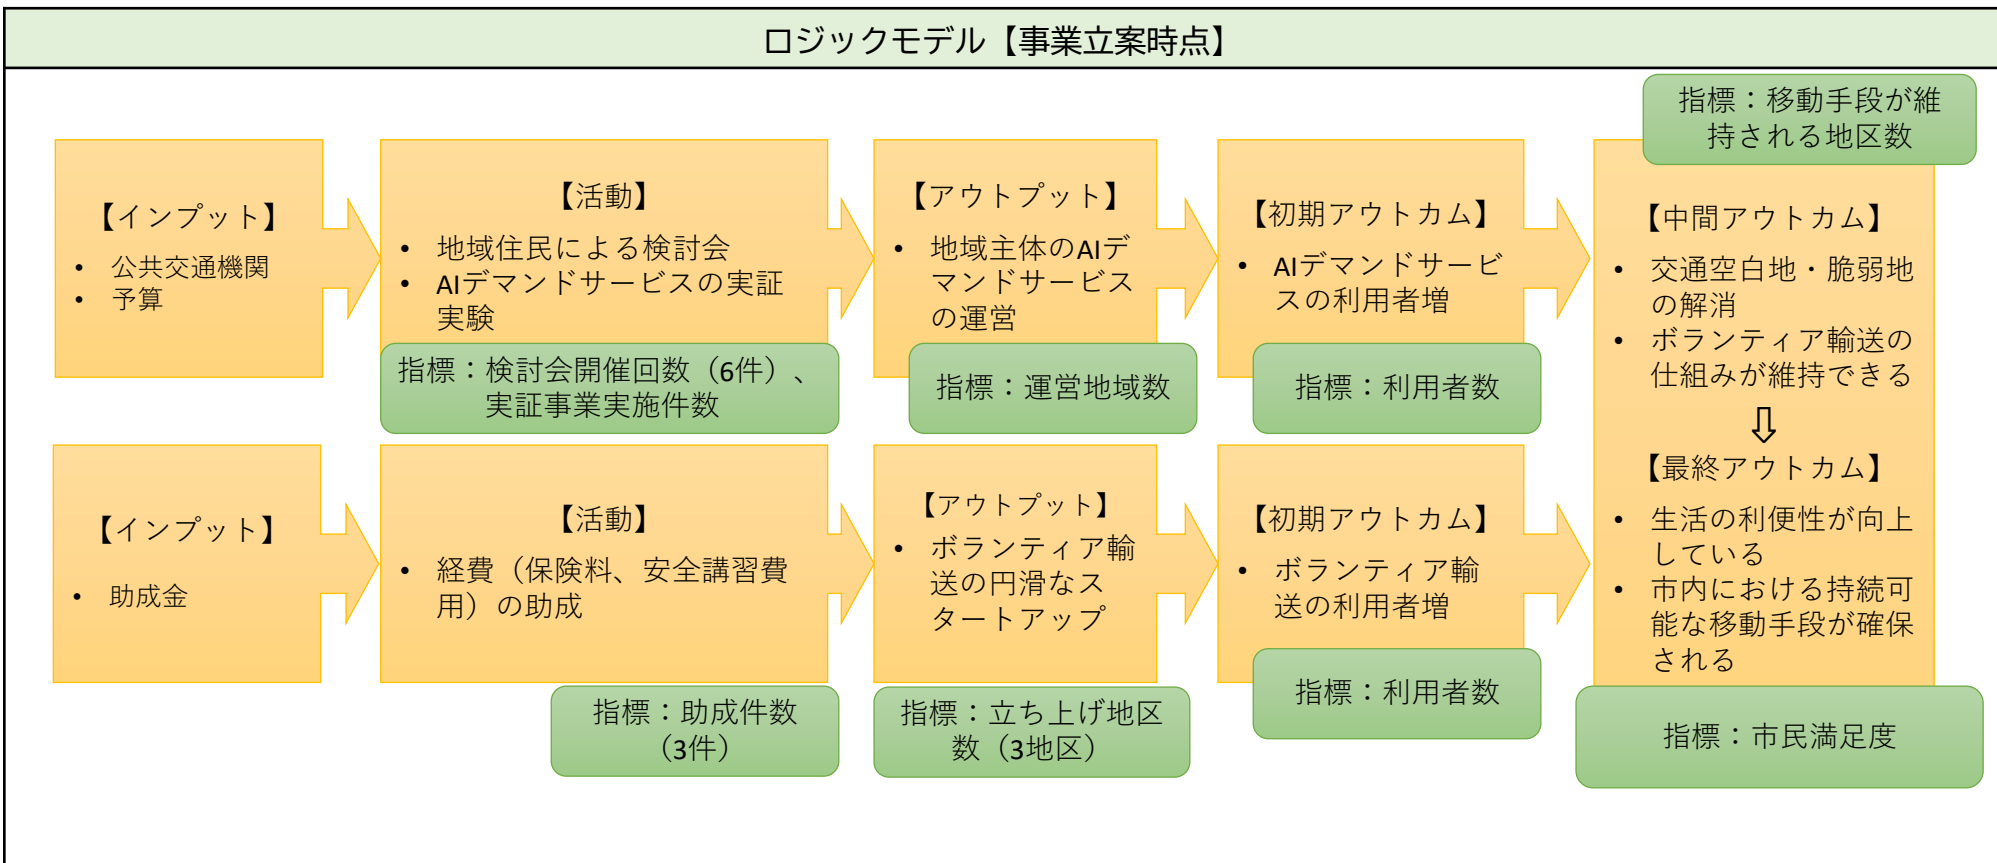 ロジックモデル【事業立案時点】
指標：移動手段が維
持される地区数
【インプット】
• 公共交通機関
• 予算
【活動】
• 地域住民による検討会
• AIデマンドサービスの実証
実験
指標：検討会開催回数（6件）、
実証事業実施件数
【アウトプット】
• 地域主体のAIデ
マンドサービス
の運営
指標：運営地域数
【初期アウトカム】
• AIデマンドサービ
スの利用者増
指標：利用者数
【中間アウトカム】
• 交通空白地・脆弱地
の解消
• ボランティア輸送の
仕組みが維持できる
⇩
【最終アウトカム】
• 生活の利便性が向上
している
• 市内における持続可
能な移動手段が確保
される
指標：市民満足度
【インプット】
• 助成金
【活動】
• 経費（保険料、安全講習費
用）の助成
指標：助成件数
（3件）
【アウトプット】
• ボランティア輸
送の円滑なス
タートアップ
指標：立ち上げ地区
数（3地区）
【初期アウトカム】
• ボランティア輸
送の利用者増
指標：利用者数